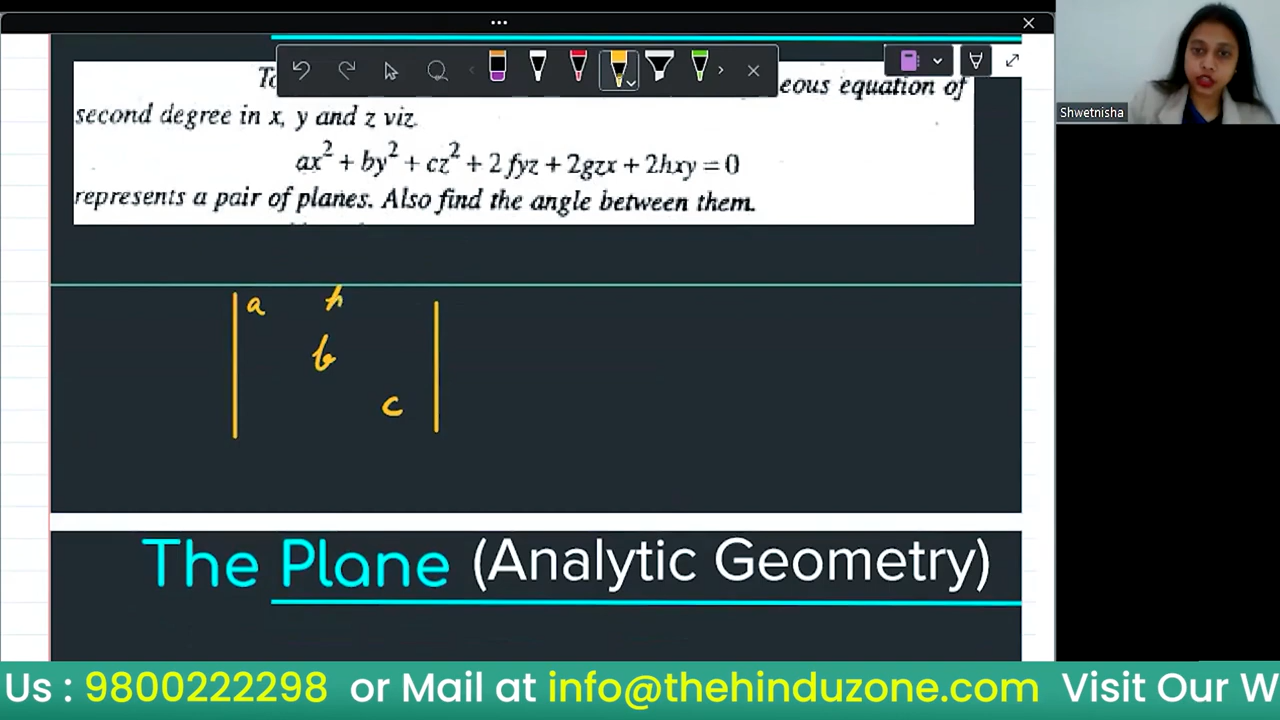 Shwetnisha
To
eous equation of
second degree in x, y and z viz.
ax² + by² + cz² + 2fyz + 2gzx + 2hxy = 0
represents a pair of planes. Also find the angle between them.
a h
b
c
The Plane (Analytic Geometry)
Us : 9800222298 or Mail at info@thehinduzone.com Visit Our W